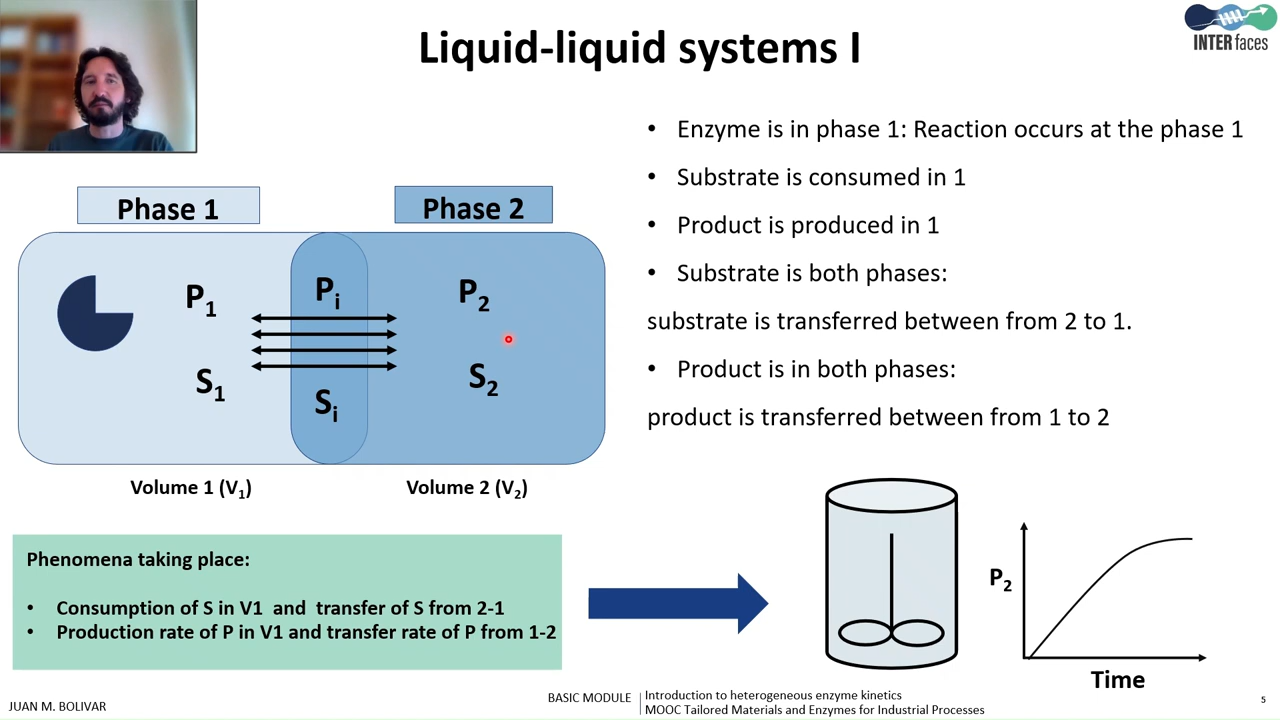 Liquid-liquid systems I
INTERfaces
• Enzyme is in phase 1: Reaction occurs at the phase 1
• Substrate is consumed in 1
• Product is produced in 1
• Substrate is both phases:
substrate is transferred between from 2 to 1.
• Product is in both phases:
product is transferred between from 1 to 2
Phase 1
Phase 2
P1
Pi
P2
S1
Si
S2
Volume 1 (V1)
Volume 2 (V2)
Phenomena taking place:
• Consumption of S in V1 and transfer of S from 2-1
• Production rate of P in V1 and transfer rate of P from 1-2
P2
Time
JUAN M. BOLIVAR
BASIC MODULE
Introduction to heterogeneous enzyme kinetics
MOOC Tailored Materials and Enzymes for Industrial Processes
5